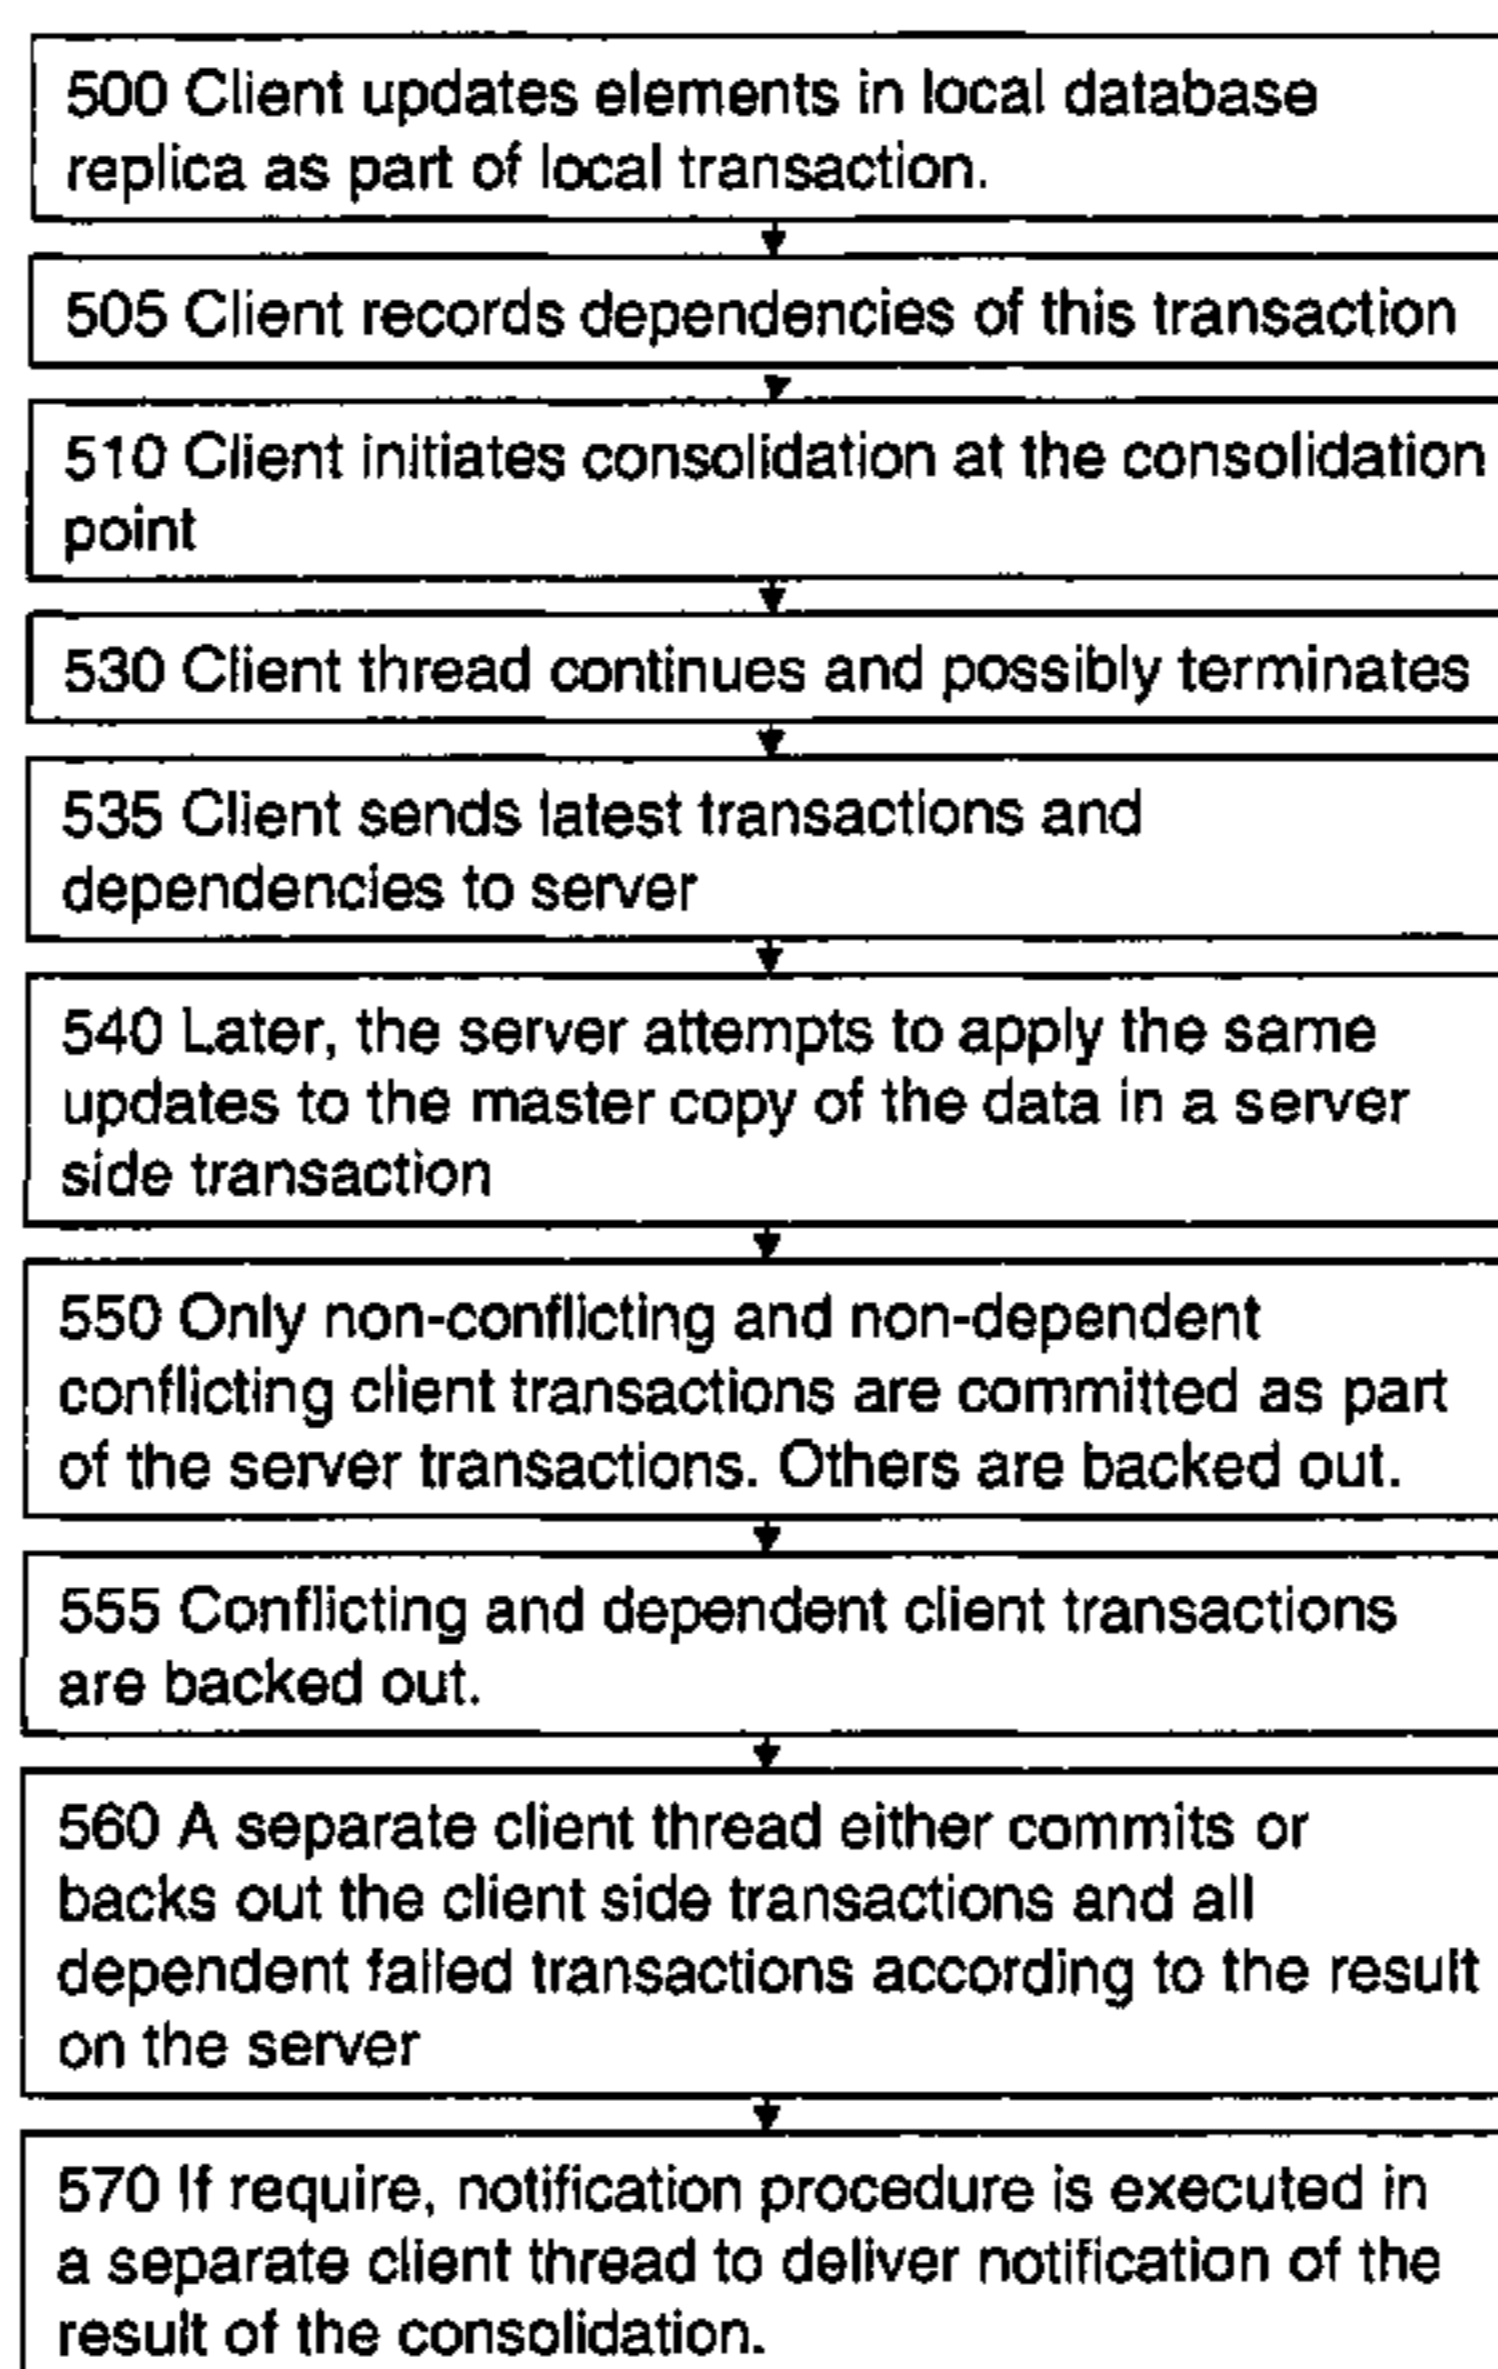 500 Client updates elements in local database
replica as part of local transaction.
505 Client records dependencies of this transaction
510 Client initiates consolidation at the consolidation
point
530 Client thread continues and possibly terminates
535 Client sends latest transactions and
dependencies to server
540 Later, the server attempts to apply the same
updates to the master copy of the data in a server
side transaction
550 Only non-conflicting and non-dependent
conflicting client transactions are committed as part
of the server transactions. Others are backed out.
555 Conflicting and dependent client transactions
are backed out.
560 A separate client thread either commits or
backs out the client side transactions and all
dependent failed transactions according to the result
on the server
570 If require, notification procedure is executed in
a separate client thread to deliver notification of the
result of the consolidation.